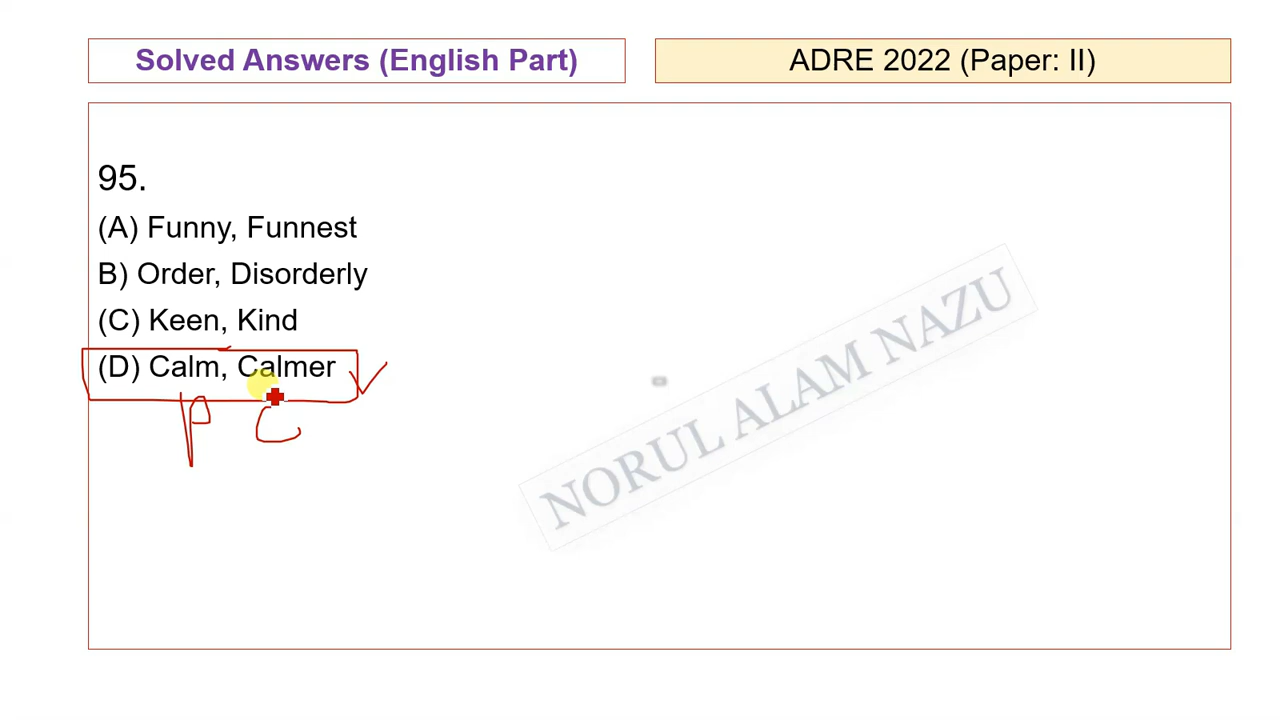 Solved Answers (English Part)
ADRE 2022 (Paper: II)
95.
(A) Funny, Funnest
B) Order, Disorderly
(C) Keen, Kind
(D) Calm, Calmer
P C
NORUL ALAM NAZU